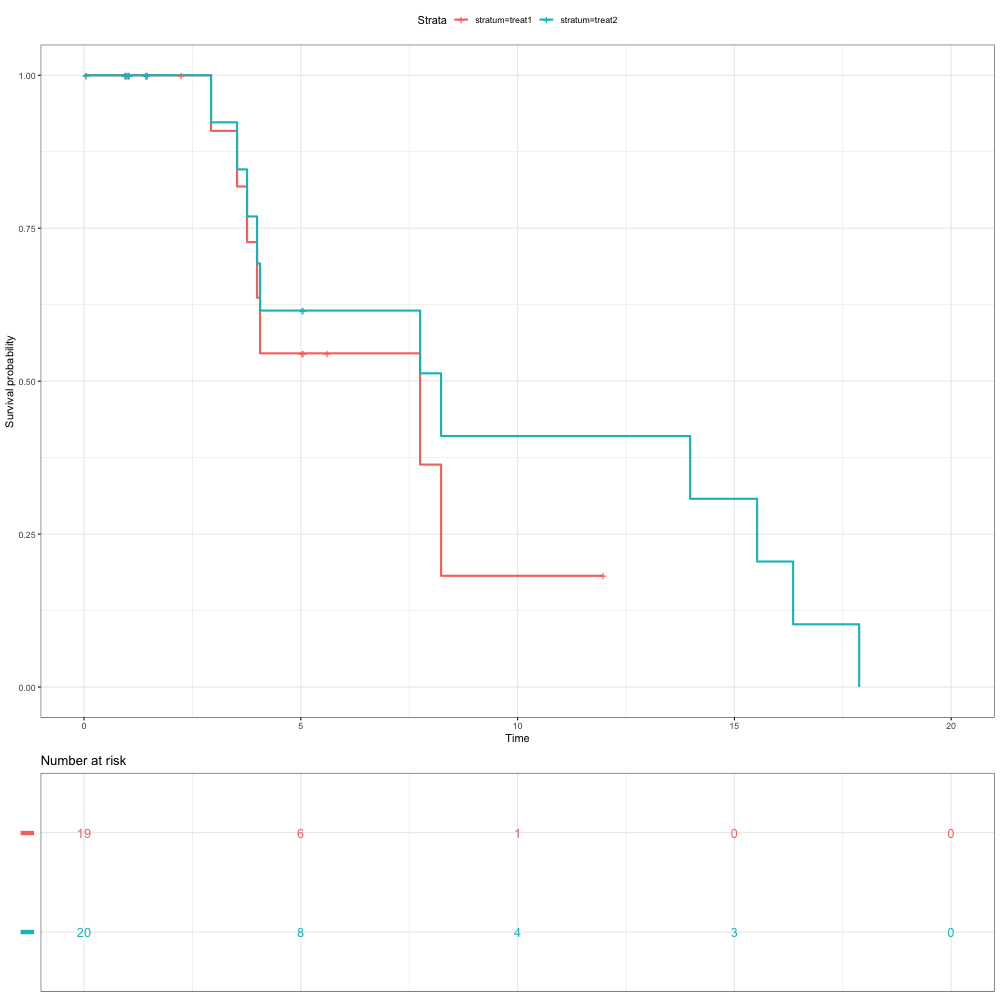 Strata stratum=treat1 stratum=treat2
1.00
0.75
0.50
0.25
0.00
Survival probability
0 5 10 15 20
Time
Number at risk
19 6 1 0 0
20 8 4 3 0